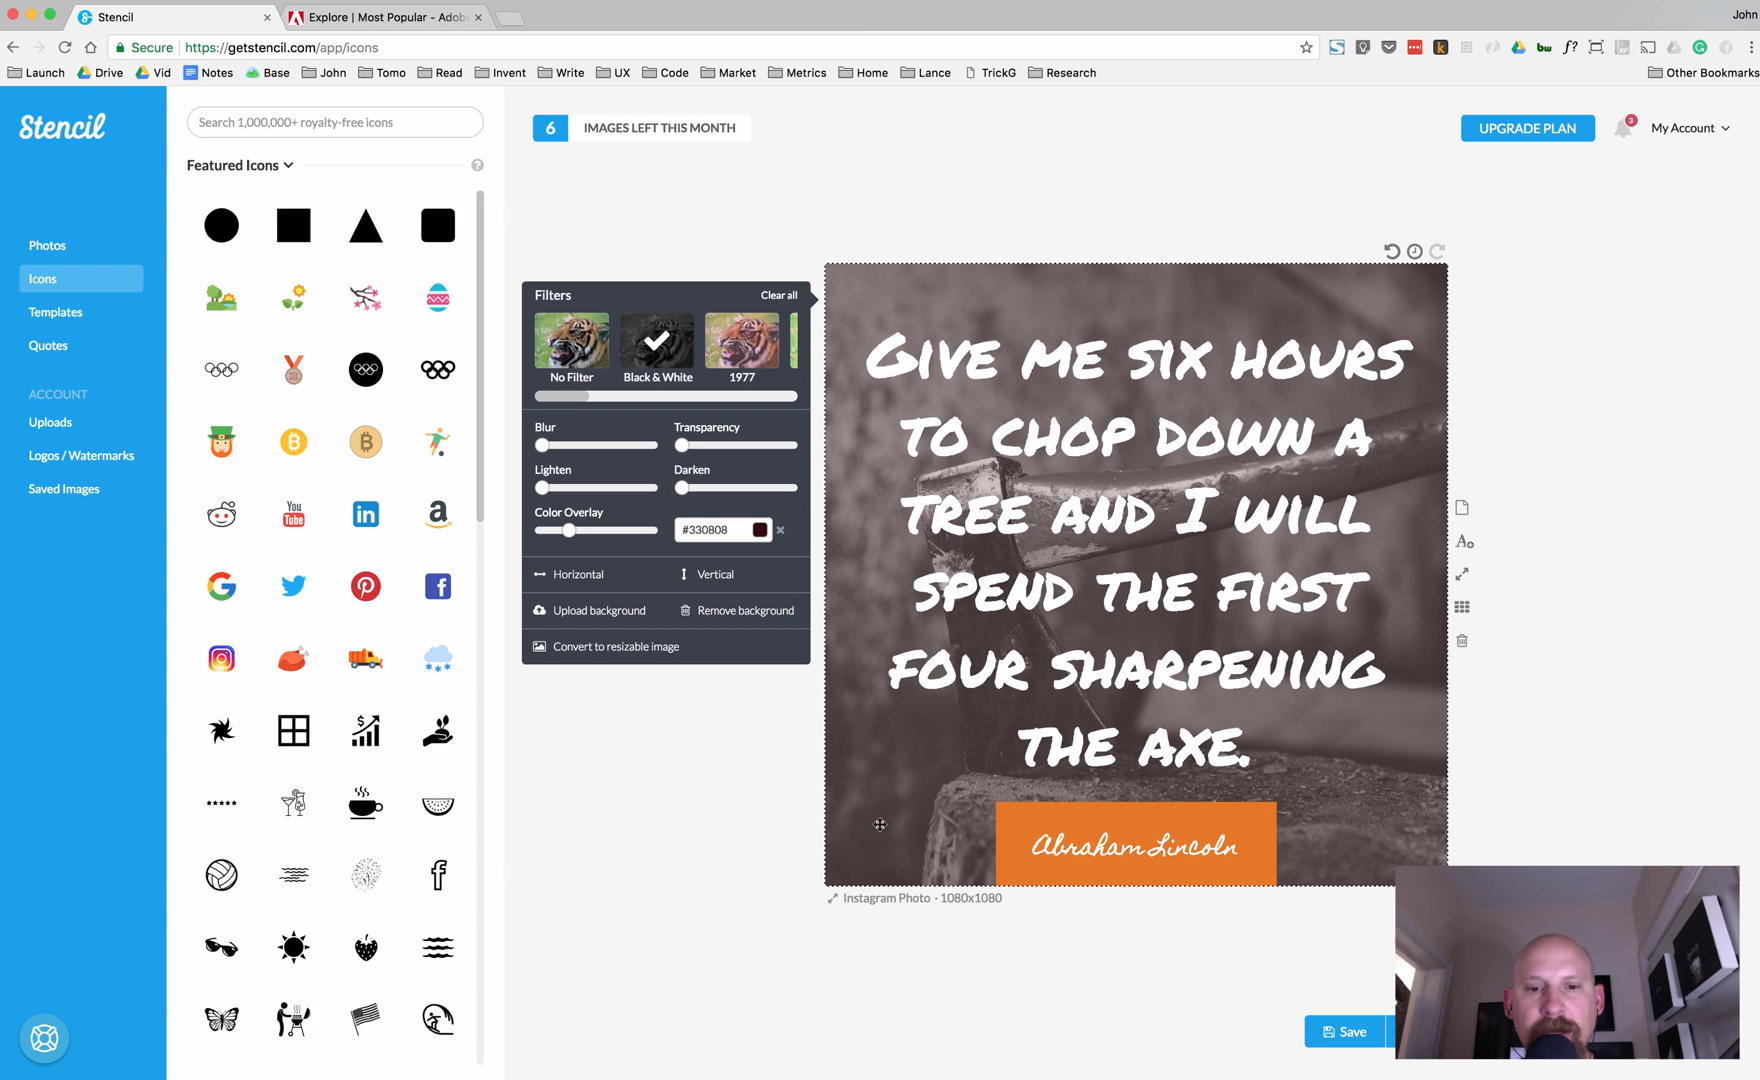 Stencil
Explore | Most Popular - Adob
John
Secure
https://getstencil.com/app/icons
Launch
Drive
Vid
Notes
Base
John
Tomo
Read
Invent
Write
UX
Code
Market
Metrics
Home
Lance
TrickG
Research
Other Bookmarks
Stencil
Search 1,000,000+ royalty-free icons
6
IMAGES LEFT THIS MONTH
UPGRADE PLAN
3
My Account
Featured Icons
?
Photos
Icons
Templates
Quotes
ACCOUNT
Uploads
Logos / Watermarks
Saved Images
You
Tube
in
a
G
f
f
Filters
Clear all
No Filter
Black & White
1977
Blur
Transparency
Lighten
Darken
Color Overlay
#330808
Horizontal
Vertical
Upload background
Remove background
Convert to resizable image
GIVE ME SIX HOURS
TO CHOP DOWN A
TREE AND I WILL
SPEND THE FIRST
FOUR SHARPENING
THE AXE.
Abraham Lincoln
Instagram Photo · 1080x1080
Save